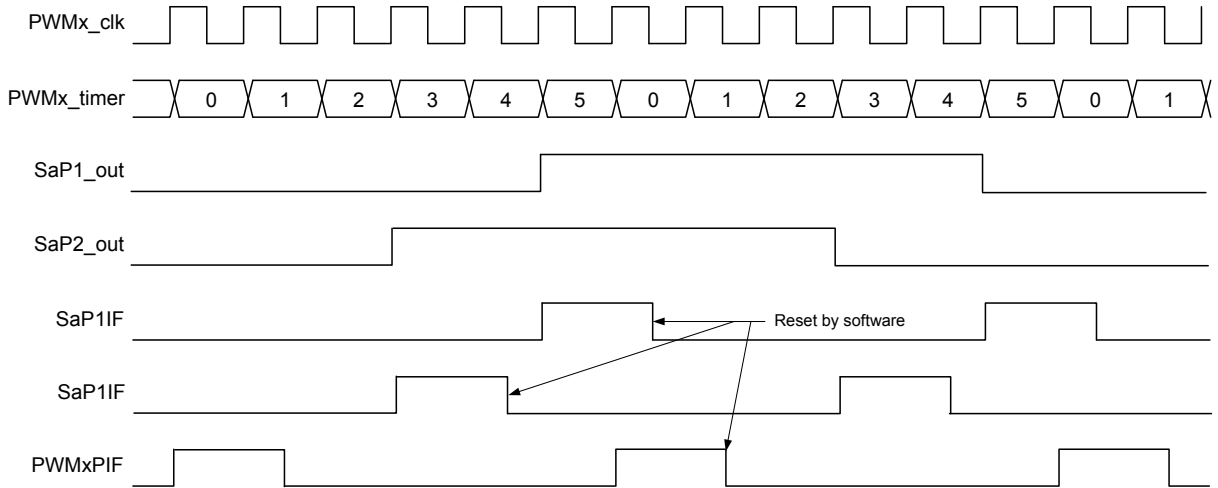 PWMx_clk
PWMx_timer 0 1 2 3 4 5 0 1 2 3 4 5 0 1
SaP1_out
SaP2_out
SaP1IF Reset by software
SaP1IF
PWMxPIF